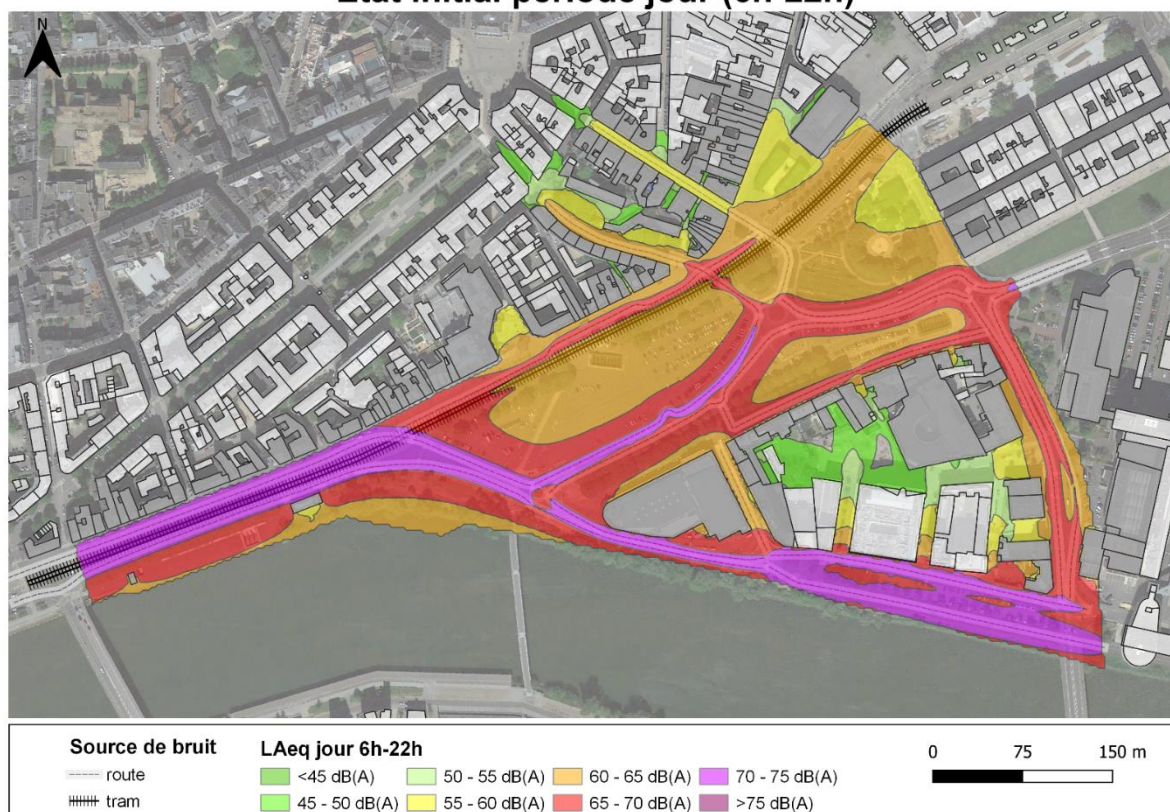 Etat initial période jour (6h-22h)
N
Source de bruit
route
tram
LAeq jour 6h-22h
<45 dB(A)
45 - 50 dB(A)
50 - 55 dB(A)
55 - 60 dB(A)
60 - 65 dB(A)
65 - 70 dB(A)
70 - 75 dB(A)
>75 dB(A)
0 75 150 m